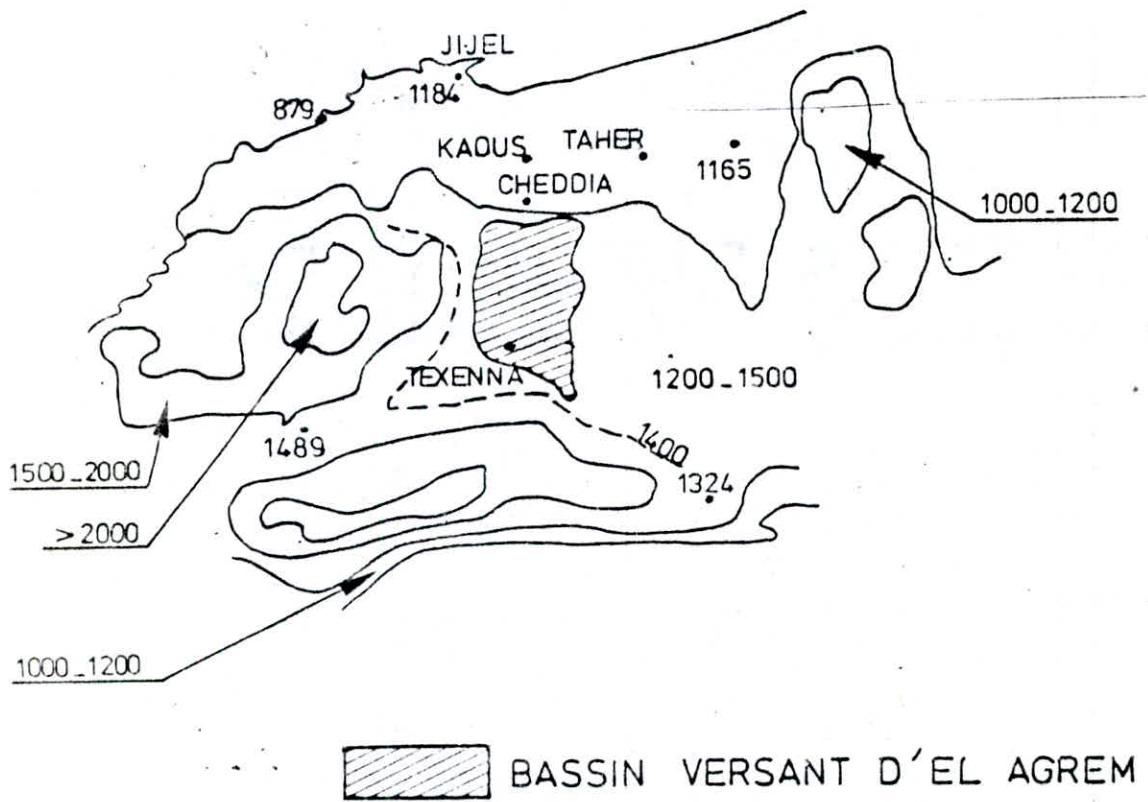 JIJEL
1184
879
KAOUS TAHER
1165
CHEDDIA
1000_1200
TEXENNA
1200_1500
1400
1489
1324
1500_2000
>2000
1000_1200
BASSIN VERSANT D'EL AGREM